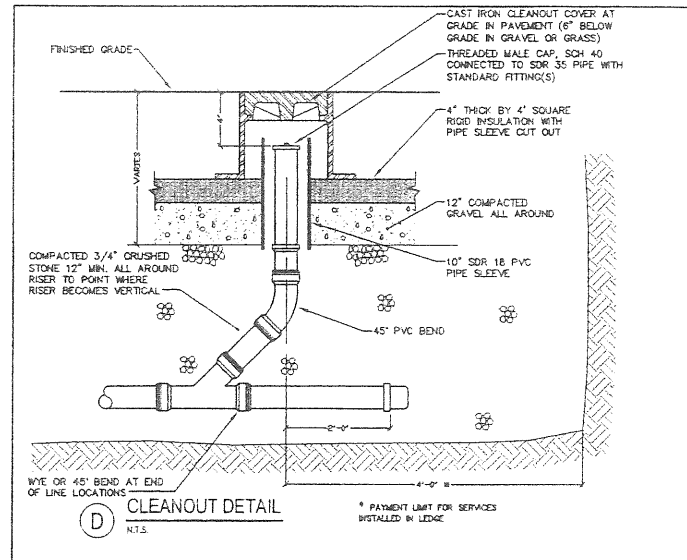 CAST IRON CLEANOUT COVER AT
GRADE IN PAVEMENT (6" BELOW
GRADE IN GRAVEL OR GRASS)
FINISHED GRADE
THREADED MALE CAP, SCH 40
CONNECTED TO SDR 35 PIPE WITH
STANDARD FITTING(S)
4"
4" THICK BY 4' SQUARE
RIGID INSULATION WITH
PIPE SLEEVE CUT OUT
VARIES
12" COMPACTED
GRAVEL ALL AROUND
COMPACTED 3/4" CRUSHED
STONE 12" MIN. ALL AROUND
RISER TO POINT WHERE
RISER BECOMES VERTICAL
10" SDR 18 PVC
PIPE SLEEVE
45° PVC BEND
2'-0"
WYE OR 45° BEND AT END
OF LINE LOCATIONS
4'-0"
D
CLEANOUT DETAIL
N.T.S.
* PAYMENT LIMIT FOR SERVICES
INSTALLED IN LEDGE